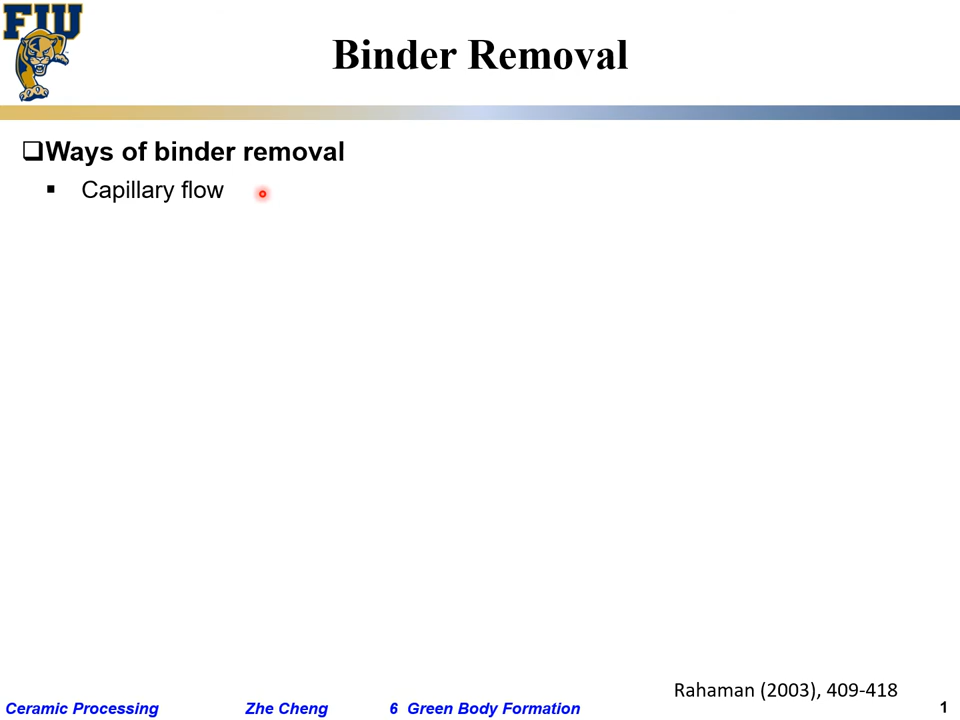 FIU
Binder Removal
❑Ways of binder removal
▪ Capillary flow
Rahaman (2003), 409-418
Ceramic Processing Zhe Cheng 6 Green Body Formation 1